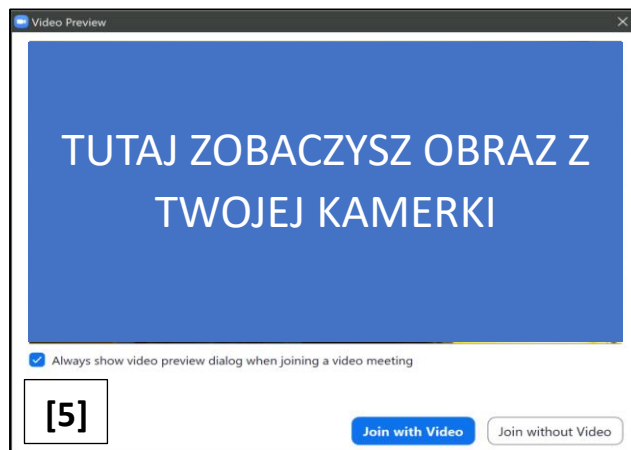 Video Preview
TUTAJ ZOBACZYSZ OBRAZ Z
TWOJEJ KAMERKI
Always show video preview dialog when joining a video meeting
[5]
Join with Video
Join without Video